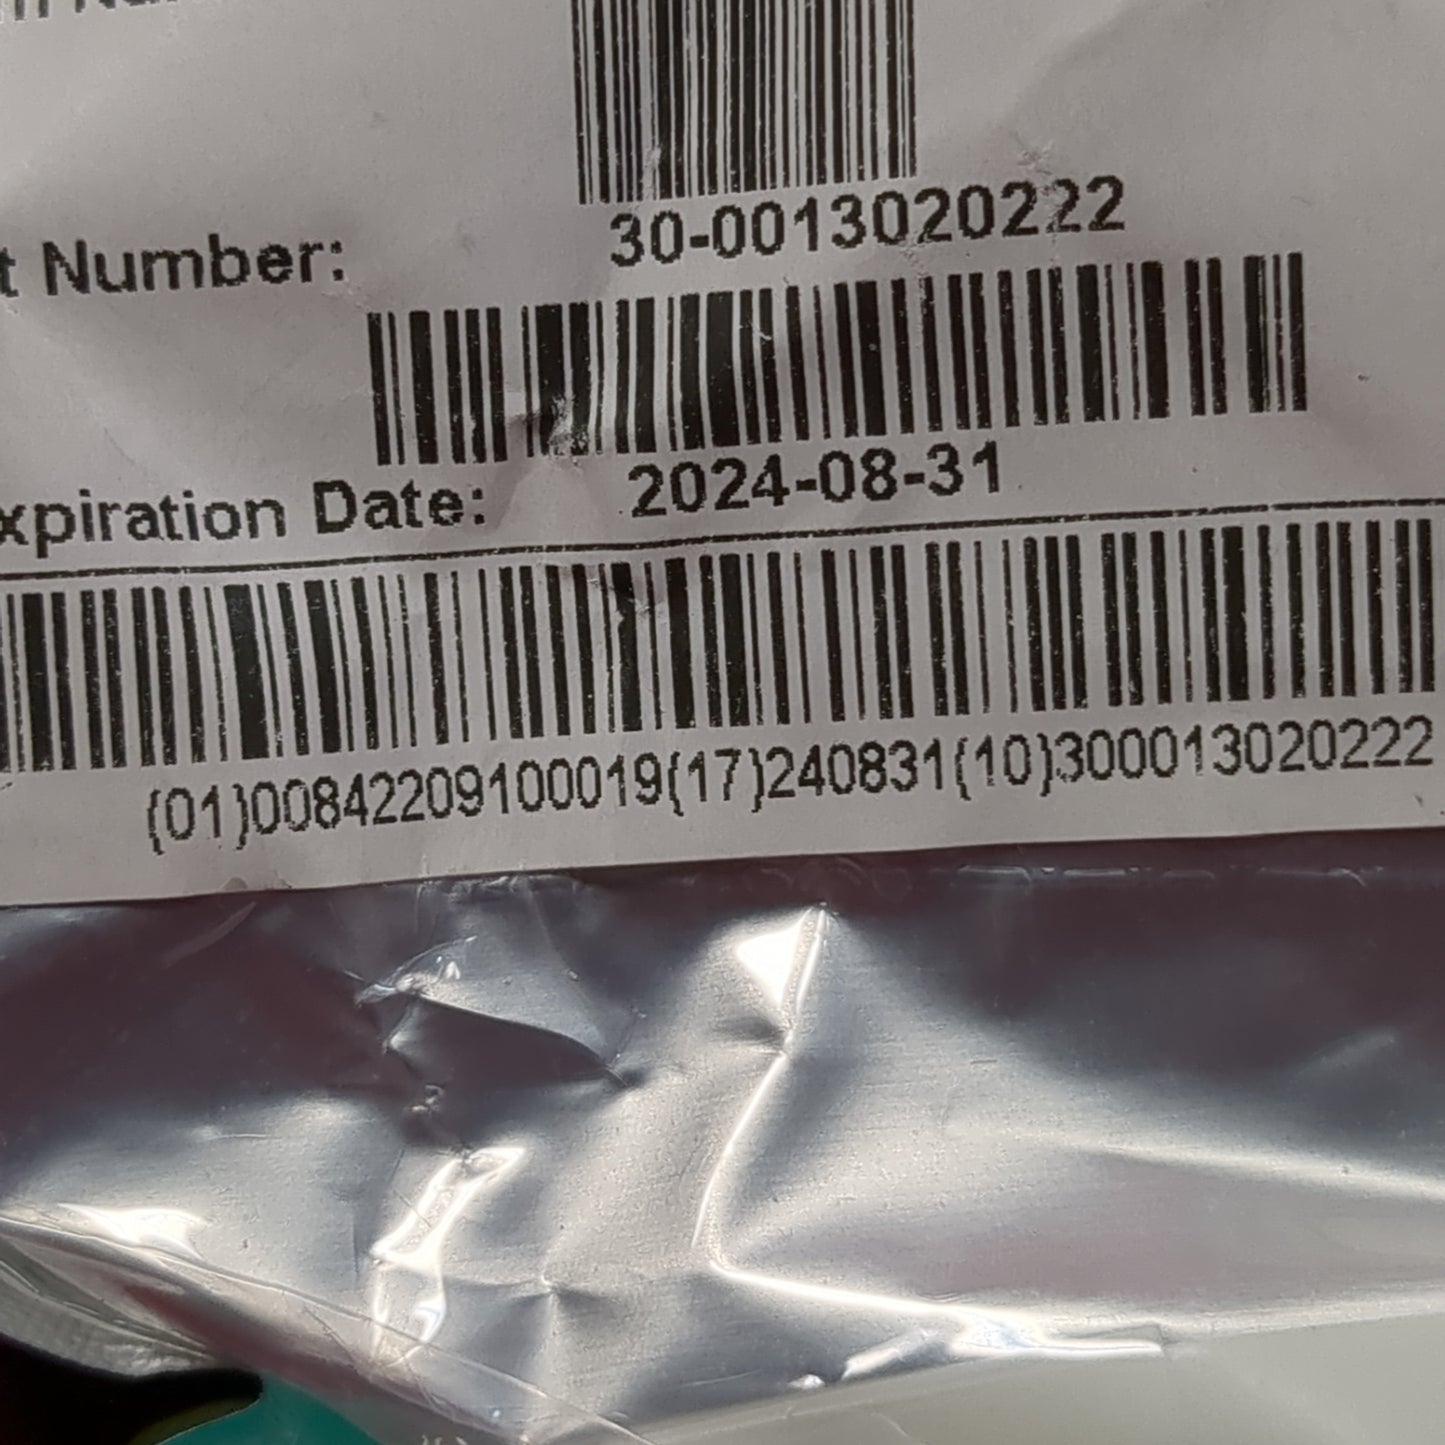 30-0013020222
t Number:
2024-08-31
xpiration Date:
(01)00842209100019(17)240831(10)300013020222